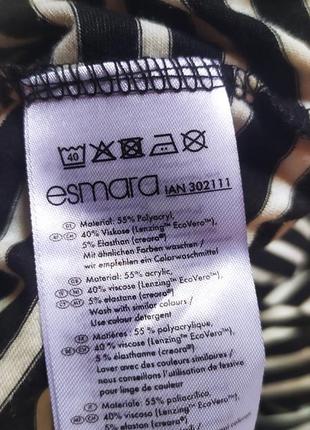 40
esmara IAN 302111
Material: 55% Polyacryl,
40% Viskose (Lenzing™ EcoVero™),
5% Elasthan (creora®)
Mit ähnlichen Farben waschen /
wir empfehlen ein Colorwaschmittel
Material: 55% acrylic,
40% viscose (Lenzing™ EcoVero™),
5% elastane (creora®)
Wash with similar colours /
Use colour detergent
Matières : 55 % polyacrylique,
40 % viscose (Lenzing™ EcoVero™),
5 % élasthanne (creora®)
Laver avec des couleurs similaires /
nous conseillons l'utilisation de lessive
pour linge de couleur
Materiale: 55% poliacrilico,
40% viscosa (Lenzing™ EcoVero™),